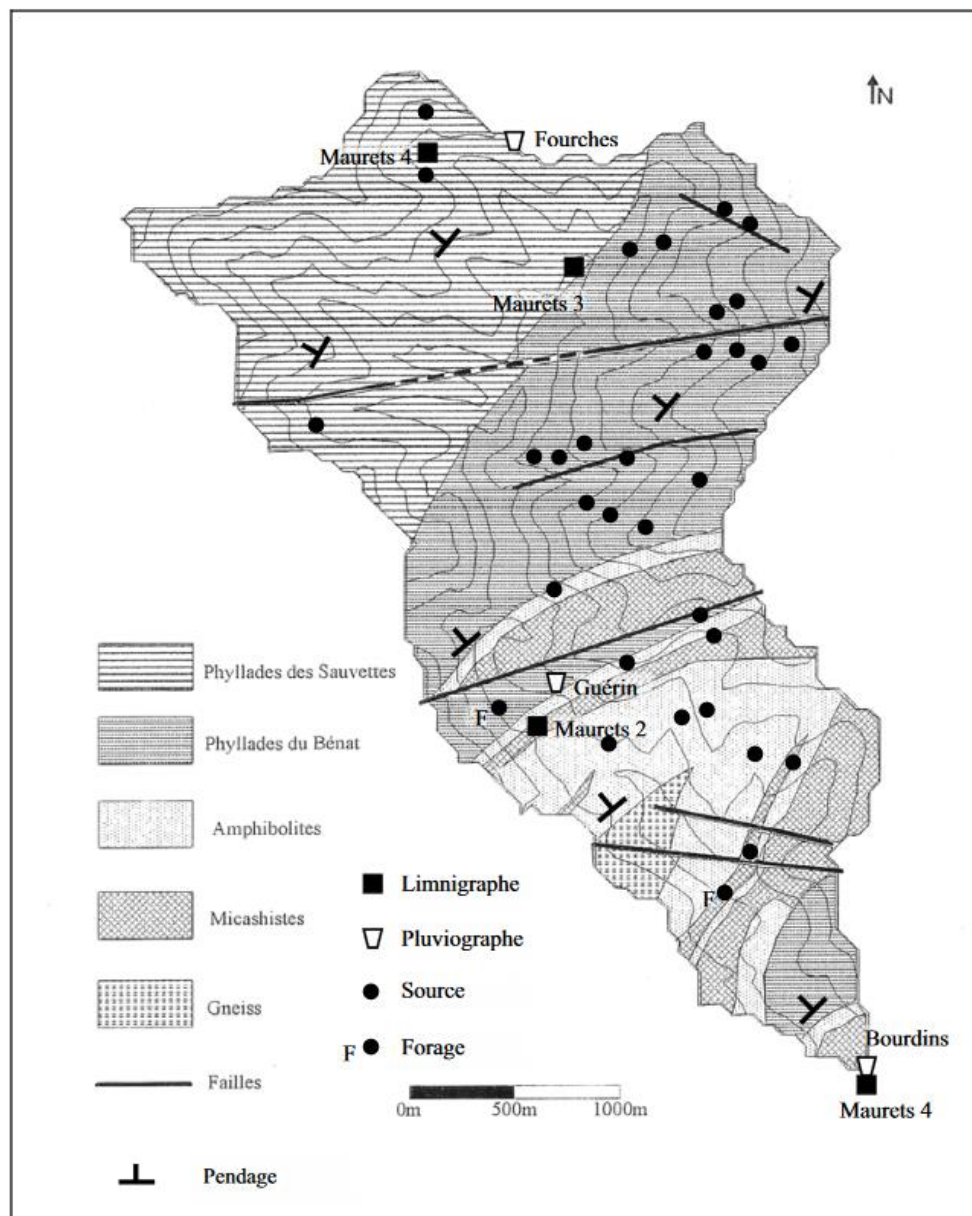 N
Fourches
Maurets 4
Maurets 3
Phyllades des Sauvettes
Guérin
F
Maurets 2
Phyllades du Bénat
Amphibolites
Limnigraphe
F
Pluviographe
Micashistes
Source
Gneiss
F Forage
Bourdins
Failles
0m 500m 1000m
Maurets 4
Pendage